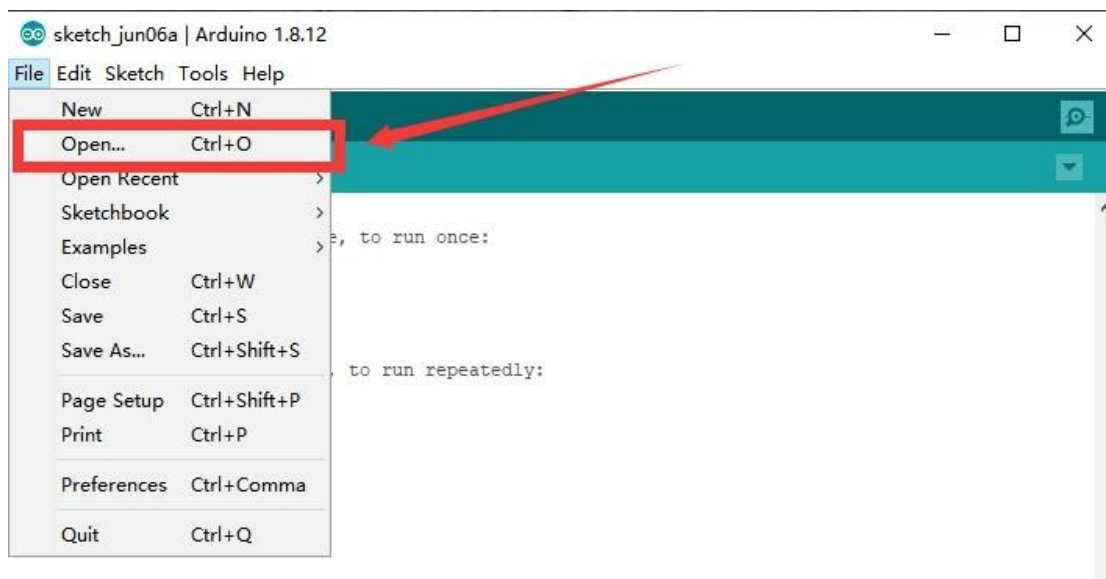 sketch_jun06a | Arduino 1.8.12
File Edit Sketch Tools Help
New Ctrl+N
Open... Ctrl+O
Open Recent >
Sketchbook >
Examples >
, to run once:
Close Ctrl+W
Save Ctrl+S
Save As... Ctrl+Shift+S
, to run repeatedly:
Page Setup Ctrl+Shift+P
Print Ctrl+P
Preferences Ctrl+Comma
Quit Ctrl+Q